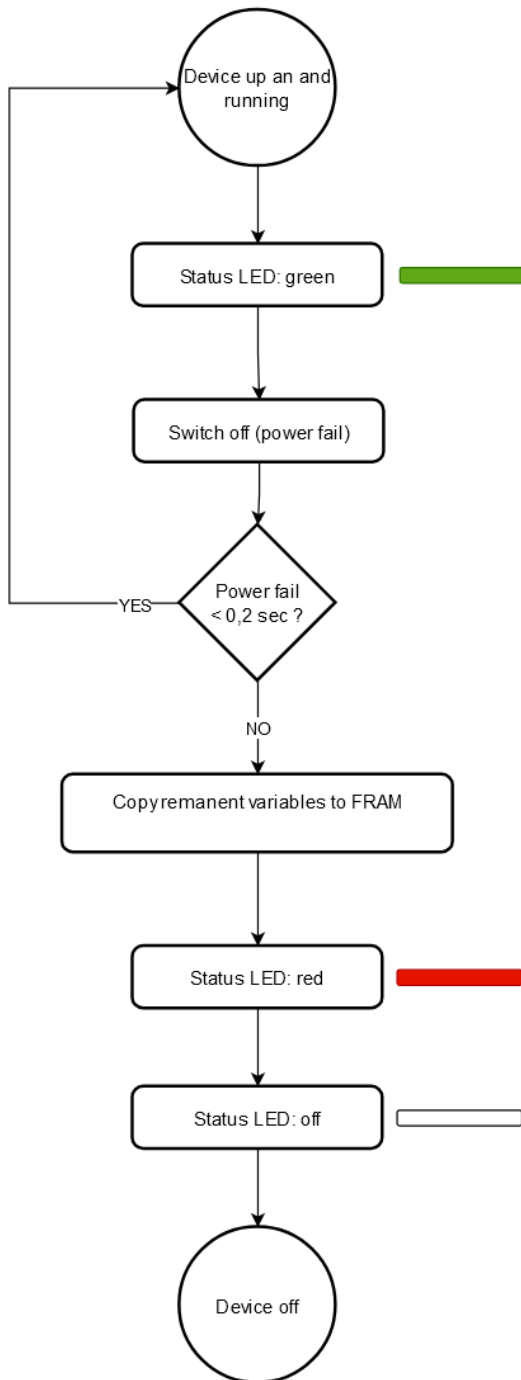 Device up an and
running
Status LED: green
Switch off (power fail)
Power fail
< 0,2 sec ?
YES
NO
Copy remanent variables to FRAM
Status LED: red
Status LED: off
Device off